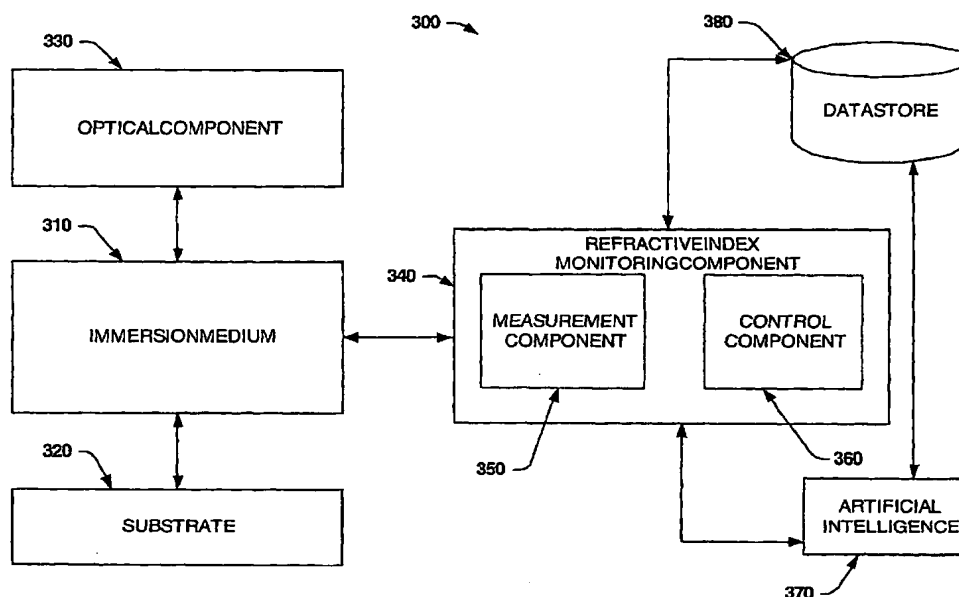 330
300
380
OPTICALCOMPONENT
DATASTORE
310
REFRACTIVEINDEX
MONITORINGCOMPONENT
340
IMMERSIONMEDIUM
MEASUREMENT
COMPONENT
CONTROL
COMPONENT
320
350
360
SUBSTRATE
ARTIFICIAL
INTELLIGENCE
370